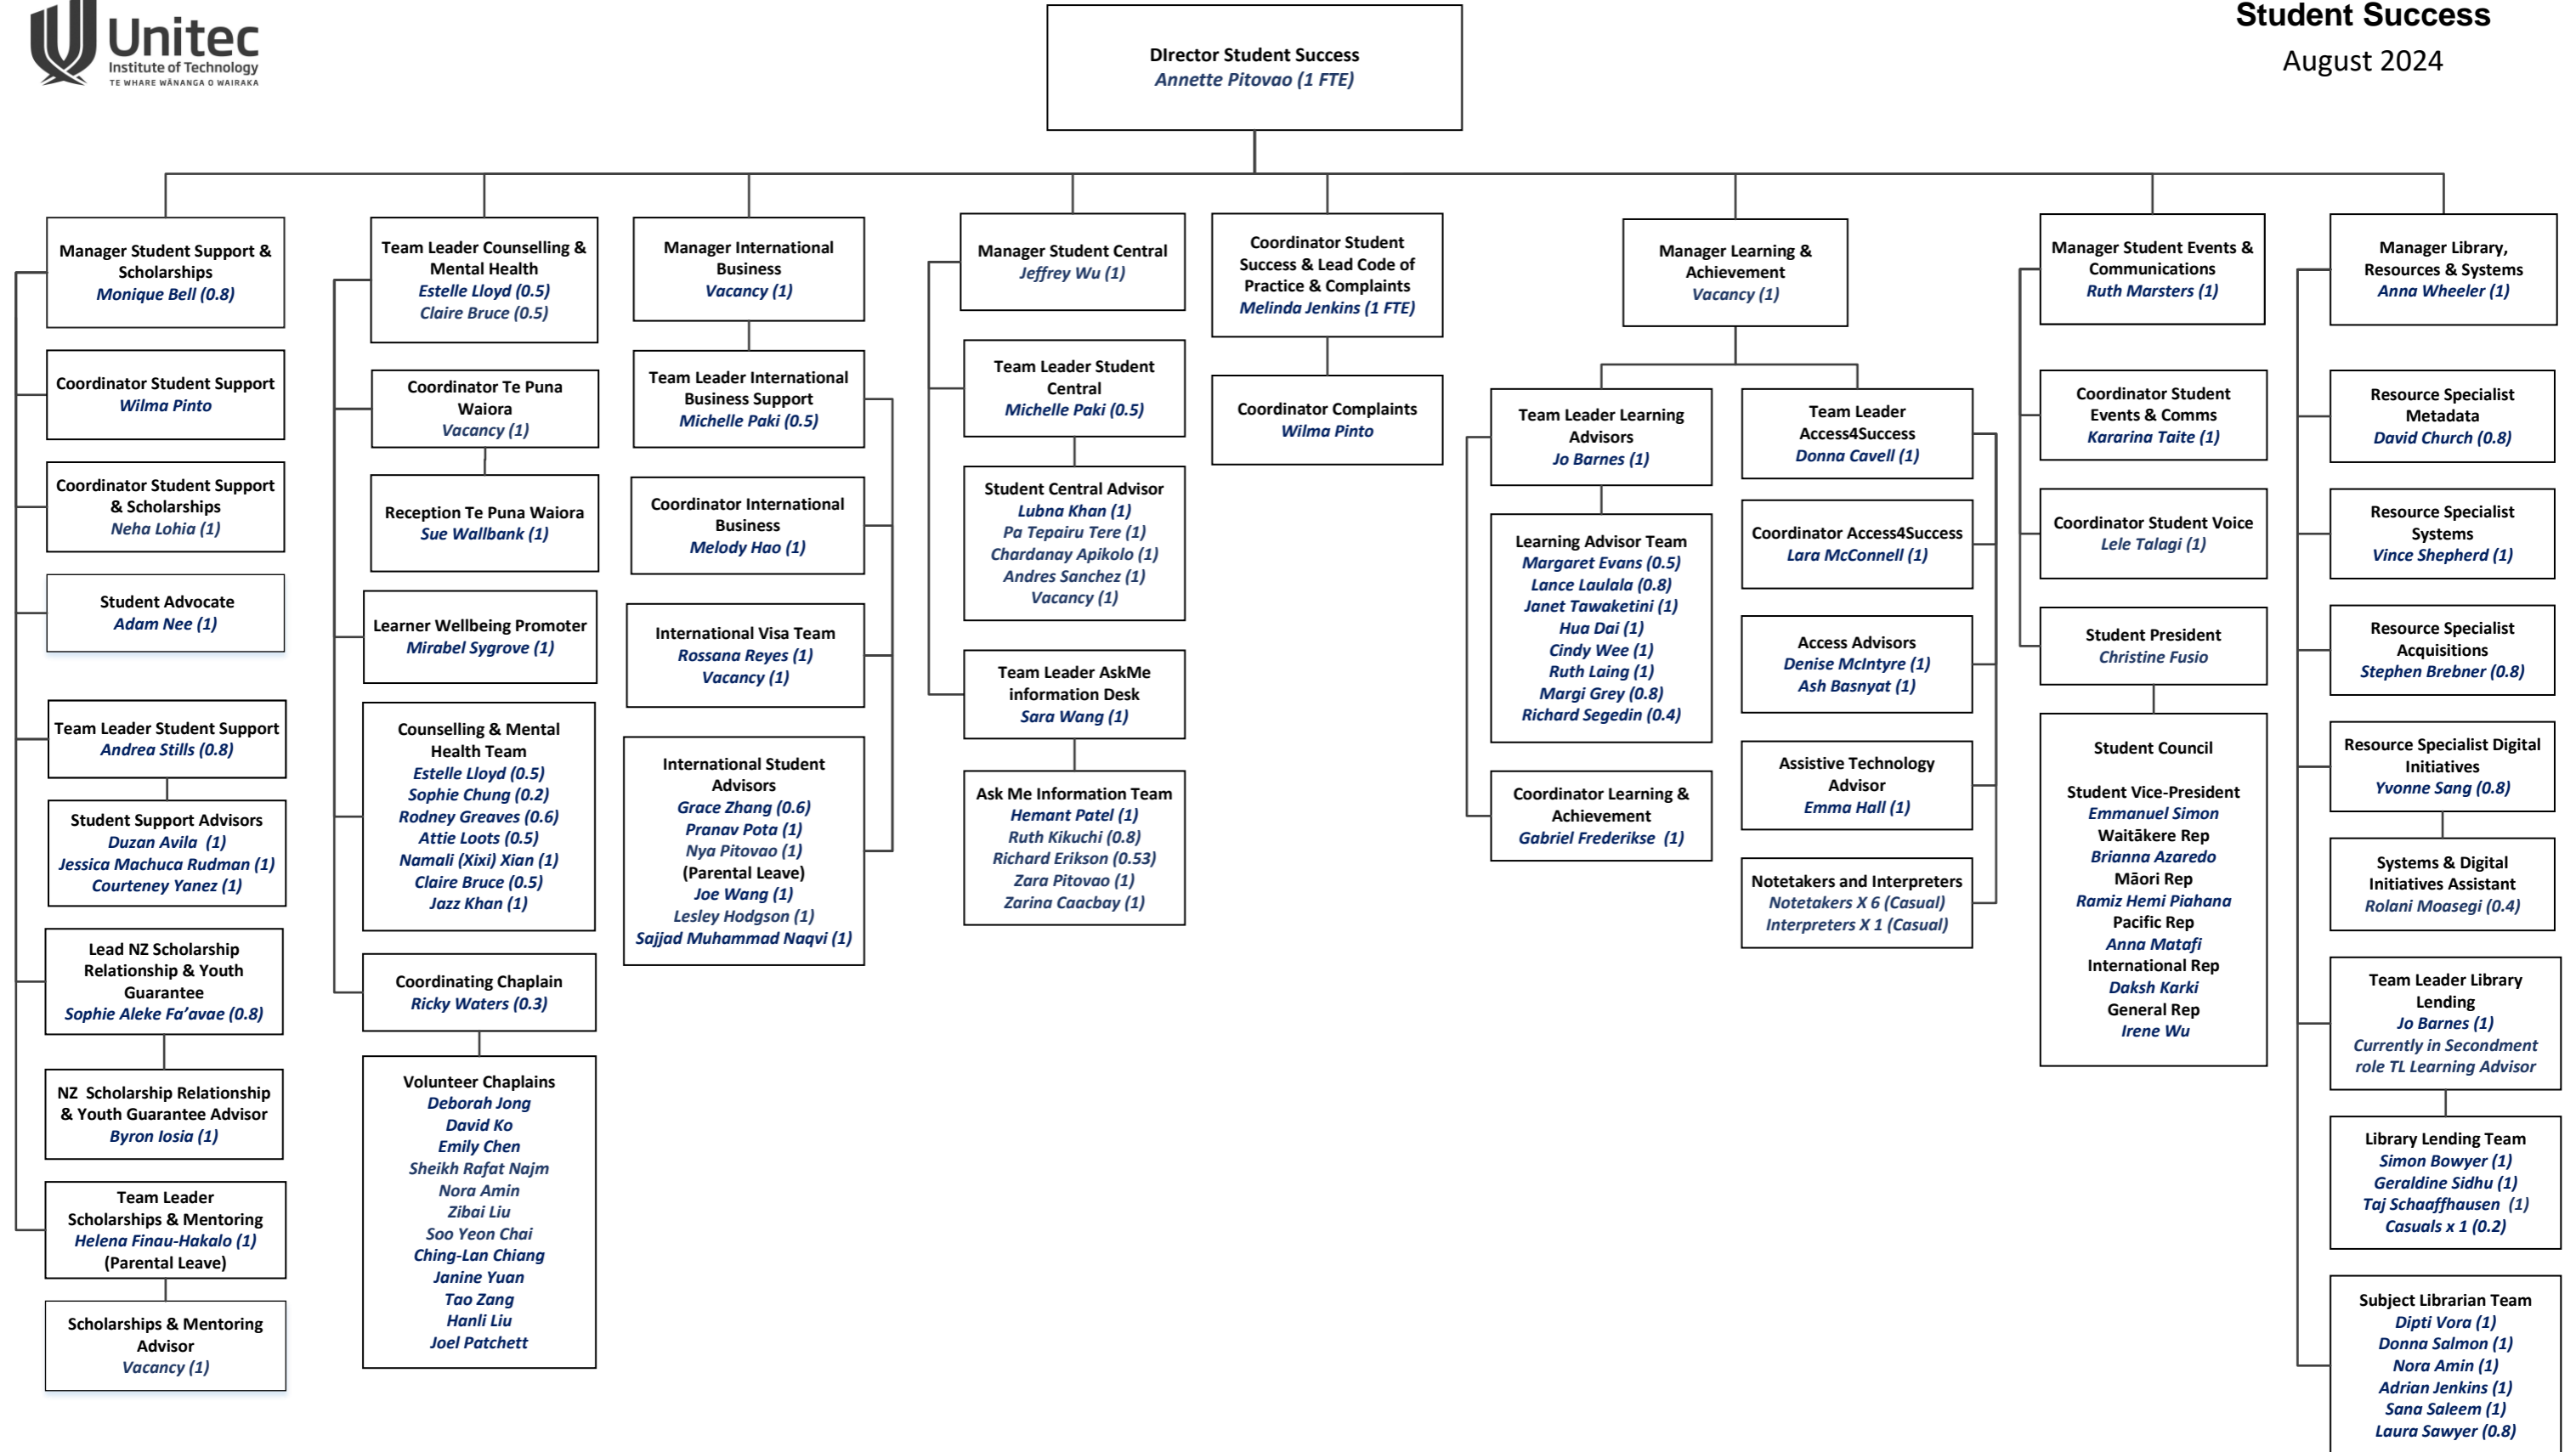 Unitec
Institute of Technology
TE WHARE WĀNANGA O WAIRAKA
Student Success
August 2024
DIrector Student Success
Annette Pitovao (1 FTE)
Manager Student Support &
Scholarships
Monique Bell (0.8)
Coordinator Student Support
Wilma Pinto
Coordinator Student Support
& Scholarships
Neha Lohia (1)
Student Advocate
Adam Nee (1)
Team Leader Student Support
Andrea Stills (0.8)
Student Support Advisors
Duzan Avila (1)
Jessica Machuca Rudman (1)
Courteney Yanez (1)
Lead NZ Scholarship
Relationship & Youth
Guarantee
Sophie Aleke Fa’avae (0.8)
NZ Scholarship Relationship
& Youth Guarantee Advisor
Byron Iosia (1)
Team Leader
Scholarships & Mentoring
Helena Finau-Hakalo (1)
(Parental Leave)
Scholarships & Mentoring
Advisor
Vacancy (1)
Team Leader Counselling &
Mental Health
Estelle Lloyd (0.5)
Claire Bruce (0.5)
Coordinator Te Puna
Waiora
Vacancy (1)
Reception Te Puna Waiora
Sue Wallbank (1)
Learner Wellbeing Promoter
Mirabel Sygrove (1)
Counselling & Mental
Health Team
Estelle Lloyd (0.5)
Sophie Chung (0.2)
Rodney Greaves (0.6)
Attie Loots (0.5)
Namali (Xixi) Xian (1)
Claire Bruce (0.5)
Jazz Khan (1)
Coordinating Chaplain
Ricky Waters (0.3)
Volunteer Chaplains
Deborah Jong
David Ko
Emily Chen
Sheikh Rafat Najm
Nora Amin
Zibai Liu
Soo Yeon Chai
Ching-Lan Chiang
Janine Yuan
Tao Zang
Hanli Liu
Joel Patchett
Manager International
Business
Vacancy (1)
Team Leader International
Business Support
Michelle Paki (0.5)
Coordinator International
Business
Melody Hao (1)
International Visa Team
Rossana Reyes (1)
Vacancy (1)
International Student
Advisors
Grace Zhang (0.6)
Pranav Pota (1)
Nya Pitovao (1)
(Parental Leave)
Joe Wang (1)
Lesley Hodgson (1)
Sajjad Muhammad Naqvi (1)
Manager Student Central
Jeffrey Wu (1)
Team Leader Student
Central
Michelle Paki (0.5)
Student Central Advisor
Lubna Khan (1)
Pa Tepairu Tere (1)
Chardanay Apikolo (1)
Andres Sanchez (1)
Vacancy (1)
Team Leader AskMe
information Desk
Sara Wang (1)
Ask Me Information Team
Hemant Patel (1)
Ruth Kikuchi (0.8)
Richard Erikson (0.53)
Zara Pitovao (1)
Zarina Caacbay (1)
Coordinator Student
Success & Lead Code of
Practice & Complaints
Melinda Jenkins (1 FTE)
Coordinator Complaints
Wilma Pinto
Manager Learning &
Achievement
Vacancy (1)
Team Leader Learning
Advisors
Jo Barnes (1)
Learning Advisor Team
Margaret Evans (0.5)
Lance Laulala (0.8)
Janet Tawaketini (1)
Hua Dai (1)
Cindy Wee (1)
Ruth Laing (1)
Margi Grey (0.8)
Richard Segedin (0.4)
Coordinator Learning &
Achievement
Gabriel Frederikse (1)
Team Leader
Access4Success
Donna Cavell (1)
Coordinator Access4Success
Lara McConnell (1)
Access Advisors
Denise McIntyre (1)
Ash Basnyat (1)
Assistive Technology
Advisor
Emma Hall (1)
Notetakers and Interpreters
Notetakers X 6 (Casual)
Interpreters X 1 (Casual)
Manager Student Events &
Communications
Ruth Marsters (1)
Coordinator Student
Events & Comms
Kararina Taite (1)
Coordinator Student Voice
Lele Talagi (1)
Student President
Christine Fusio
Student Council
Student Vice-President
Emmanuel Simon
Waitākere Rep
Brianna Azaredo
Māori Rep
Ramiz Hemi Piahana
Pacific Rep
Anna Matafi
International Rep
Daksh Karki
General Rep
Irene Wu
Manager Library,
Resources & Systems
Anna Wheeler (1)
Resource Specialist
Metadata
David Church (0.8)
Resource Specialist
Systems
Vince Shepherd (1)
Resource Specialist
Acquisitions
Stephen Brebner (0.8)
Resource Specialist Digital
Initiatives
Yvonne Sang (0.8)
Systems & Digital
Initiatives Assistant
Rolani Moasegi (0.4)
Team Leader Library
Lending
Jo Barnes (1)
Currently in Secondment
role TL Learning Advisor
Library Lending Team
Simon Bowyer (1)
Geraldine Sidhu (1)
Taj Schaaffhausen (1)
Casuals x 1 (0.2)
Subject Librarian Team
Dipti Vora (1)
Donna Salmon (1)
Nora Amin (1)
Adrian Jenkins (1)
Sana Saleem (1)
Laura Sawyer (0.8)